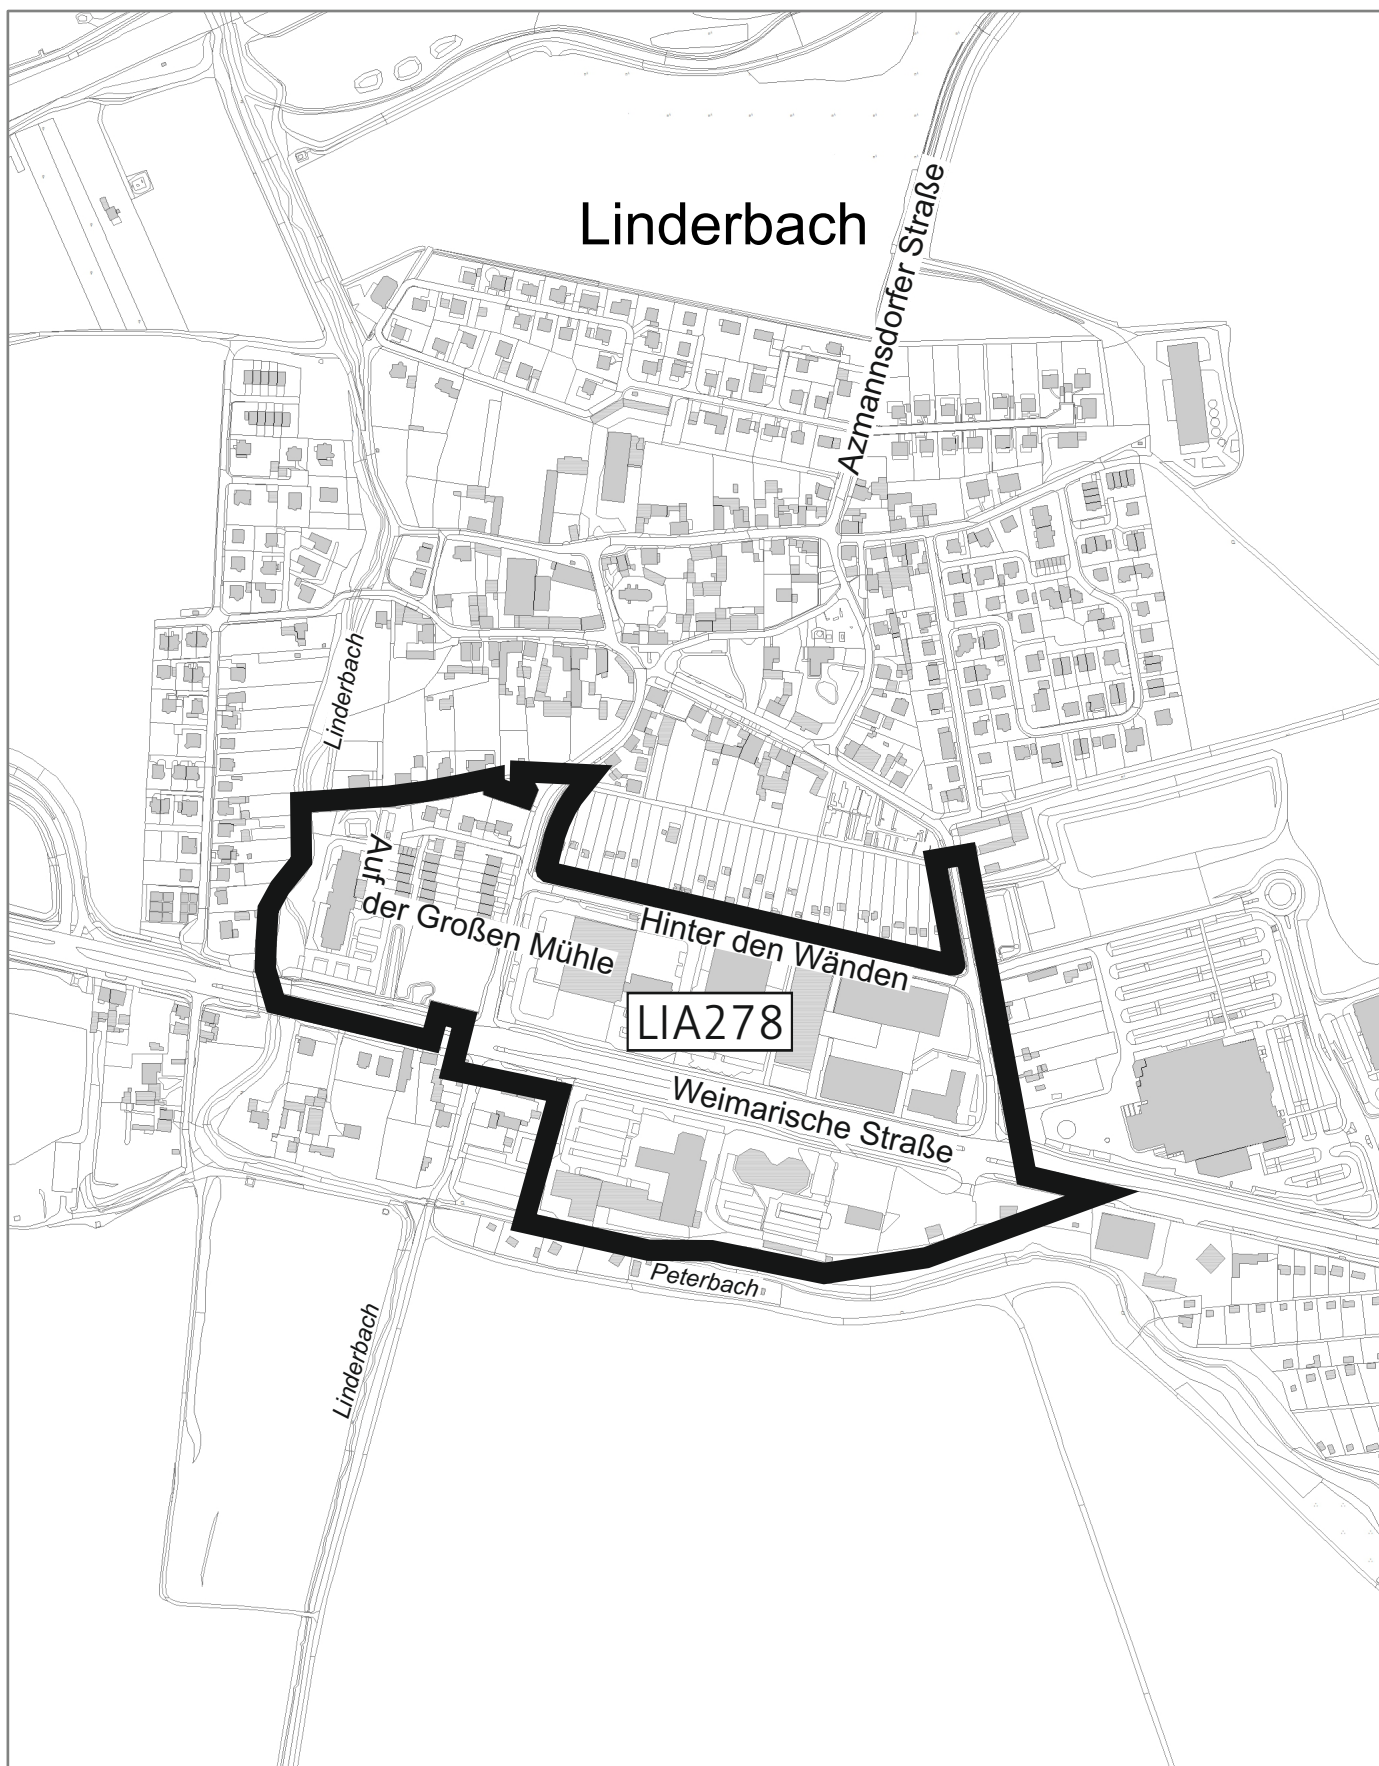 Linderbach
Azmannsdorfer Straße
Linderbach
Auf
der Großen Mühle
Hinter den Wänden
LIA278
Weimarische Straße
Peterbach
Linderbach